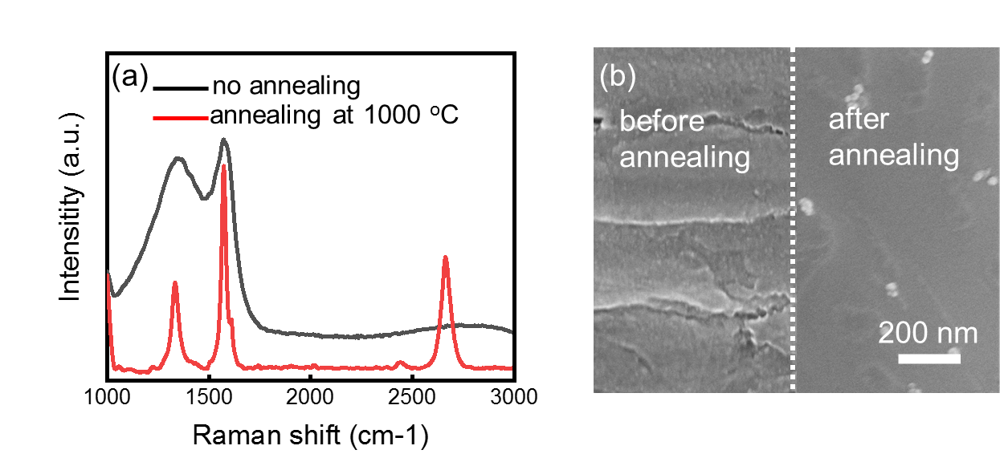 (a)
no annealing
annealing at 1000 °C
Intensitity (a.u.)
1000 1500 2000 2500 3000
Raman shift (cm-1)
(b)
before
annealing
after
annealing
200 nm